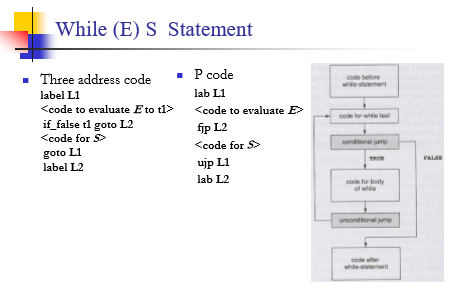 While (E) S Statement
Three address code
label L1
<code to evaluate E to t1>
if_false t1 goto L2
<code for S>
goto L1
label L2
P code
lab L1
<code to evaluate E>
fjp L2
<code for S>
ujp L1
lab L2
code before
while-statement
code for while test
conditional jump
TRUE
FALSE
code for body
of while
unconditional jump
code after
while-statement